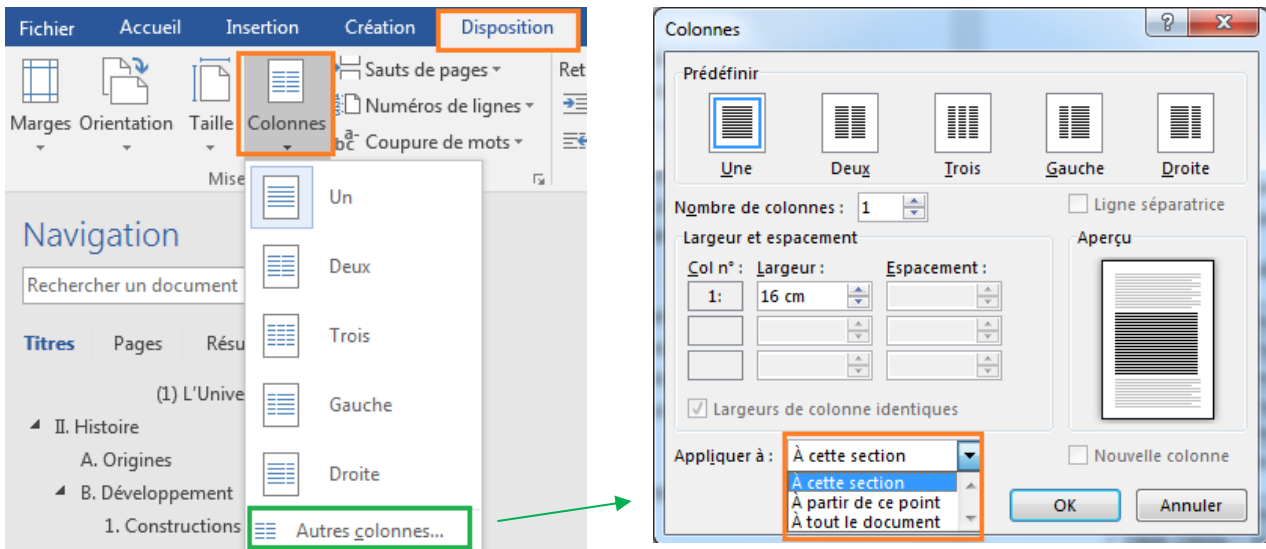 Fichier Accueil Insertion Création Disposition
Sauts de pages Ret
Numéros de lignes
Marges Orientation Taille Colonnes
Coupure de mots
Mise
Un
Deux
Trois
Gauche
Droite
Autres colonnes...
Navigation
Rechercher un document
Titres Pages Résu
(1) L'Unive
II. Histoire
A. Origines
B. Développement
1. Constructions
Colonnes
Prédéfinir
Une Deux Trois Gauche Droite
Nombre de colonnes : 1
Ligne séparatrice
Largeur et espacement
Aperçu
Col n° : Largeur : Espacement :
1: 16 cm
Largeurs de colonne identiques
Appliquer à : À cette section
Nouvelle colonne
À cette section
À partir de ce point
À tout le document
OK Annuler